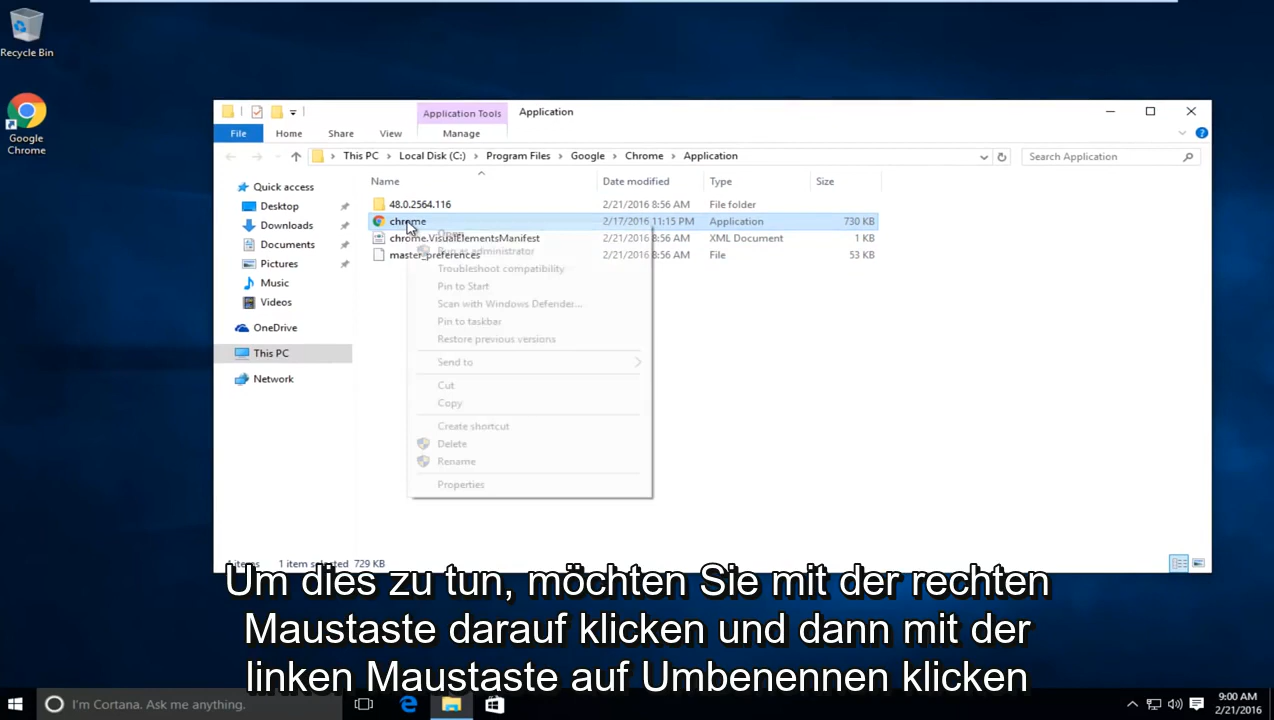 Recycle Bin
Google
Chrome
Application Tools
Application
File
Home
Share
View
Manage
This PC
Local Disk (C:)
Program Files
Google
Chrome
Application
Search Application
Quick access
Desktop
Downloads
Documents
Pictures
Music
Videos
OneDrive
This PC
Network
Name
Date modified
Type
Size
48.0.2564.116
2/21/2016 8:56 AM
File folder
chrome
2/17/2016 11:15 PM
Application
730 KB
chrome.VisualElementsManifest
2/21/2016 8:56 AM
XML Document
1 KB
master_preferences
2/21/2016 8:56 AM
File
53 KB
Open
Run as administrator
Troubleshoot compatibility
Pin to Start
Scan with Windows Defender...
Pin to taskbar
Restore previous versions
Send to
Cut
Copy
Create shortcut
Delete
Rename
Properties
4 items
1 item selected 729 KB
Um dies zu tun, möchten Sie mit der rechten
Maustaste darauf klicken und dann mit der
linken Maustaste auf Umbenennen klicken
I'm Cortana. Ask me anything.
9:00 AM
2/21/2016